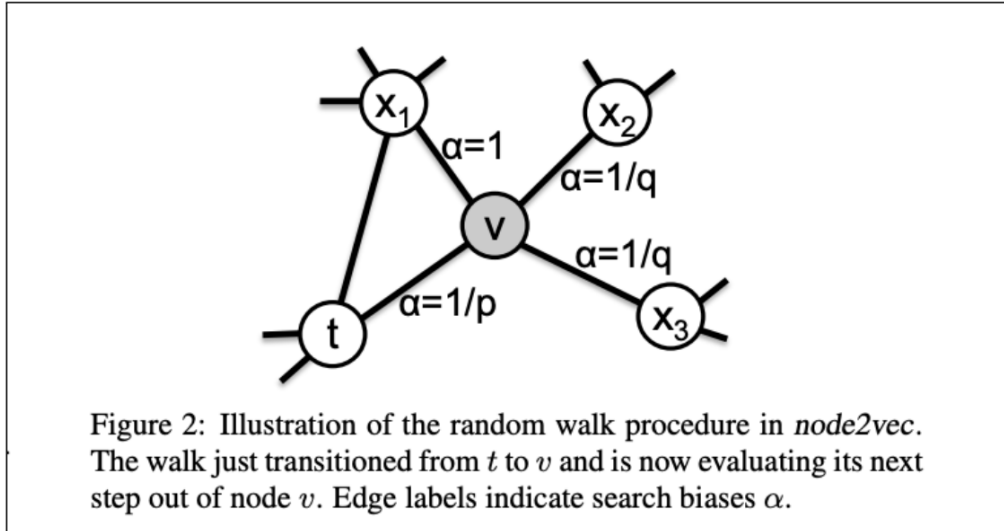 x₁
x₂
α=1
α=1/q
v
α=1/q
α=1/p
x₃
t
Figure 2: Illustration of the random walk procedure in node2vec.
The walk just transitioned from t to v and is now evaluating its next
step out of node v. Edge labels indicate search biases α.